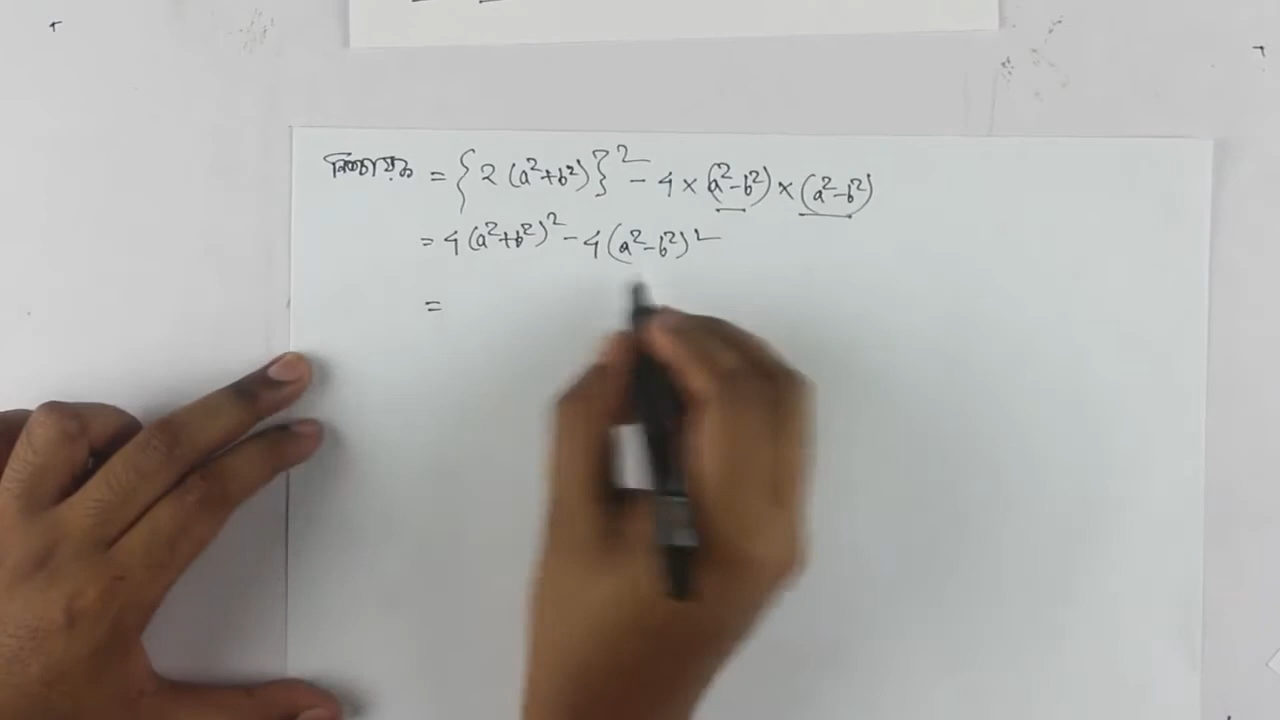 নিশ্চায়ক = {2 (a²+b²)}² - 4 × (a²-b²) × (a²-b²)
= 4 (a²+b²)² - 4 (a²-b²)²
=